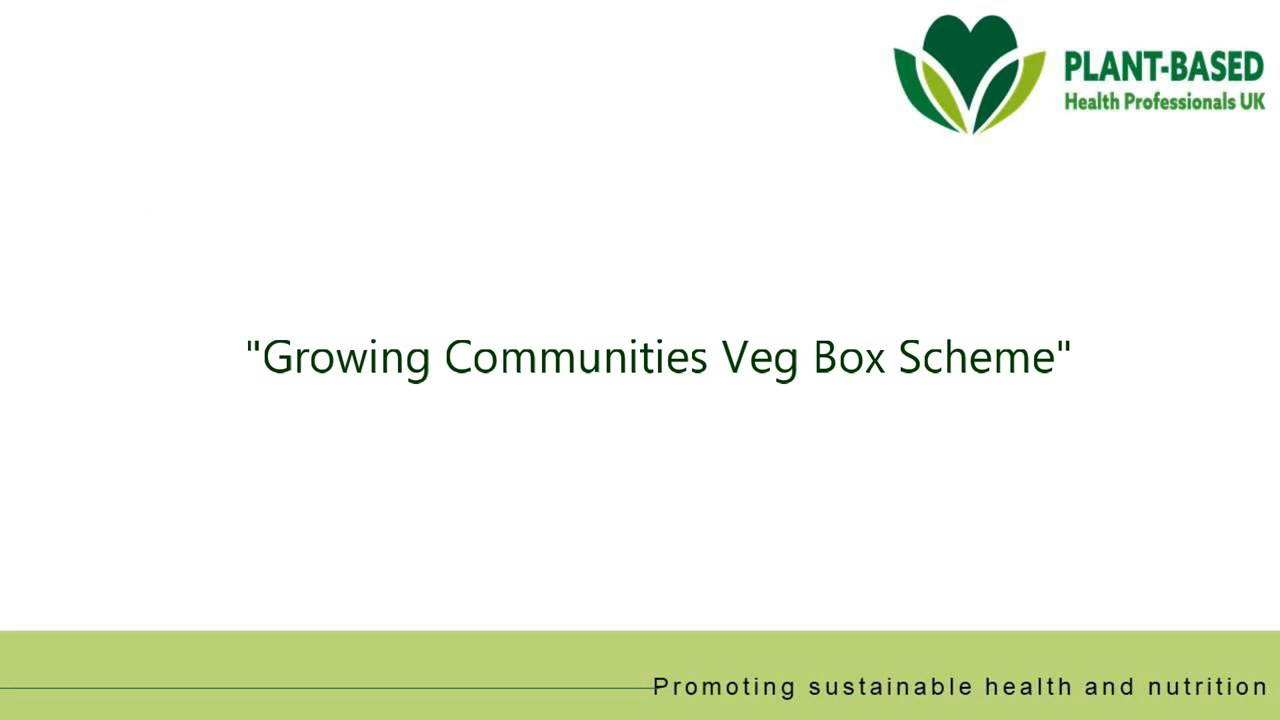 PLANT-BASED
Health Professionals UK
"Growing Communities Veg Box Scheme"
Promoting sustainable health and nutrition